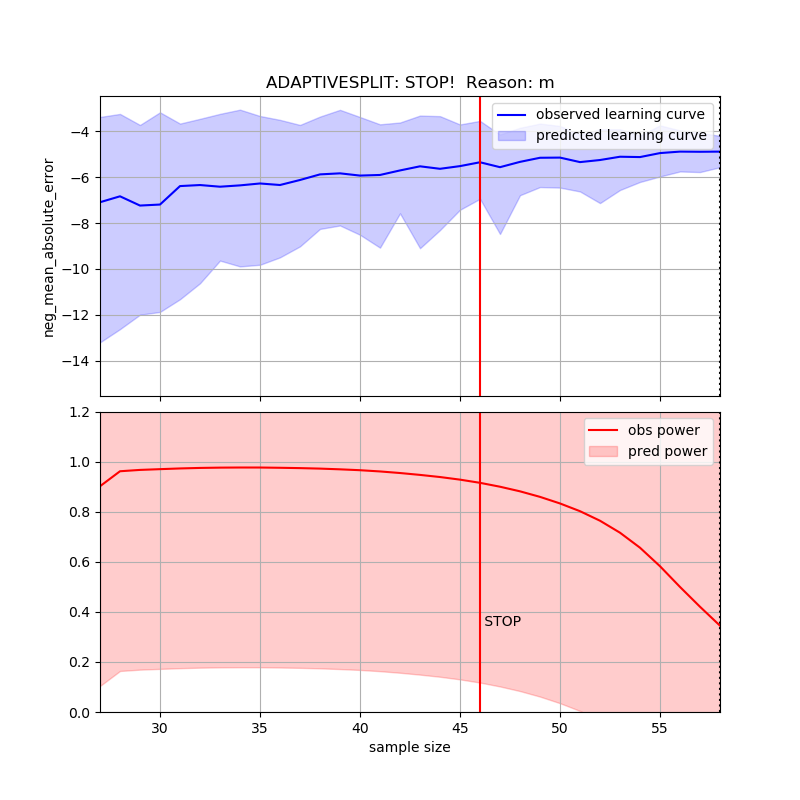 ADAPTIVESPLIT: STOP!  Reason: m
observed learning curve
predicted learning curve
neg_mean_absolute_error
−4
−6
−8
−10
−12
−14
1.2
obs power
pred power
1.0
0.8
0.6
0.4
STOP
0.2
0.0
30
35
40
45
50
55
sample size